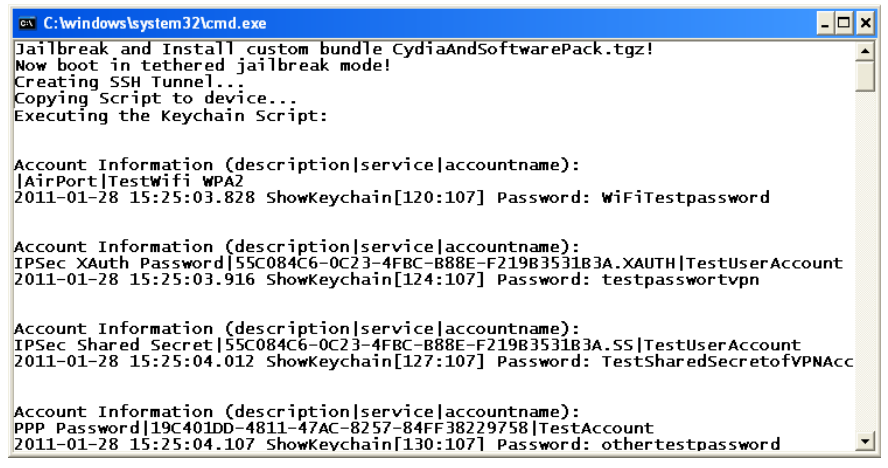 C:\windows\system32\cmd.exe
Jailbreak and Install custom bundle CydiaAndSoftwarePack.tgz!
Now boot in tethered jailbreak mode!
Creating SSH Tunnel...
Copying Script to device...
Executing the Keychain Script:
Account Information (description|service|accountname):
|AirPort|TestWifi WPA2
2011-01-28 15:25:03.828 ShowKeychain[120:107] Password: WiFiTestpassword
Account Information (description|service|accountname):
IPSec XAuth Password|55C084C6-0C23-4FBC-B88E-F219B3531B3A.XAUTH|TestUserAccount
2011-01-28 15:25:03.916 ShowKeychain[124:107] Password: testpasswortvpn
Account Information (description|service|accountname):
IPSec Shared Secret|55C084C6-0C23-4FBC-B88E-F219B3531B3A.SS|TestUserAccount
2011-01-28 15:25:04.012 ShowKeychain[127:107] Password: TestSharedSecretofVPNAcc
Account Information (description|service|accountname):
PPP Password|19C401DD-4811-47AC-8257-84FF38229758|TestAccount
2011-01-28 15:25:04.107 ShowKeychain[130:107] Password: othertestpassword